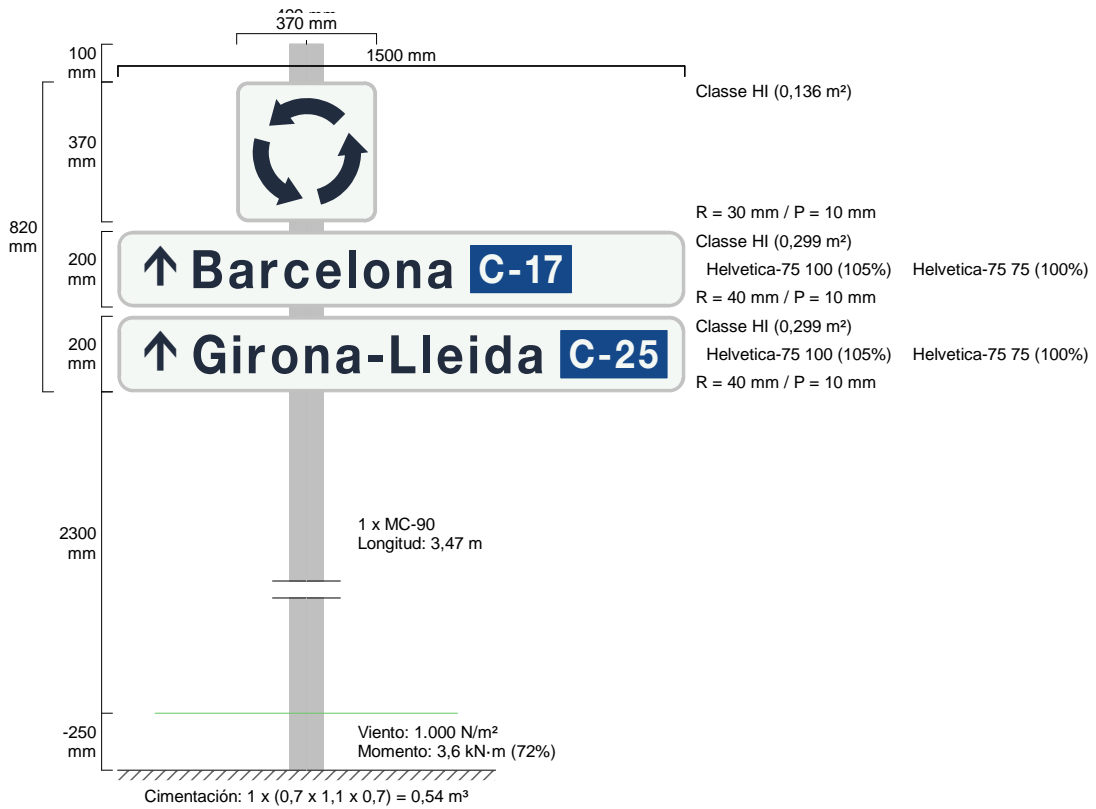 370 mm
100
mm
1500 mm
Classe HI (0,136 m²)
370
mm
820
mm
R = 30 mm / P = 10 mm
200
mm
Barcelona C-17
Classe HI (0,299 m²)
Helvetica-75 100 (105%) Helvetica-75 75 (100%)
R = 40 mm / P = 10 mm
200
mm
Girona-Lleida C-25
Classe HI (0,299 m²)
Helvetica-75 100 (105%) Helvetica-75 75 (100%)
R = 40 mm / P = 10 mm
2300
mm
1 x MC-90
Longitud: 3,47 m
-250
mm
Viento: 1.000 N/m²
Momento: 3,6 kN·m (72%)
Cimentación: 1 x (0,7 x 1,1 x 0,7) = 0,54 m³